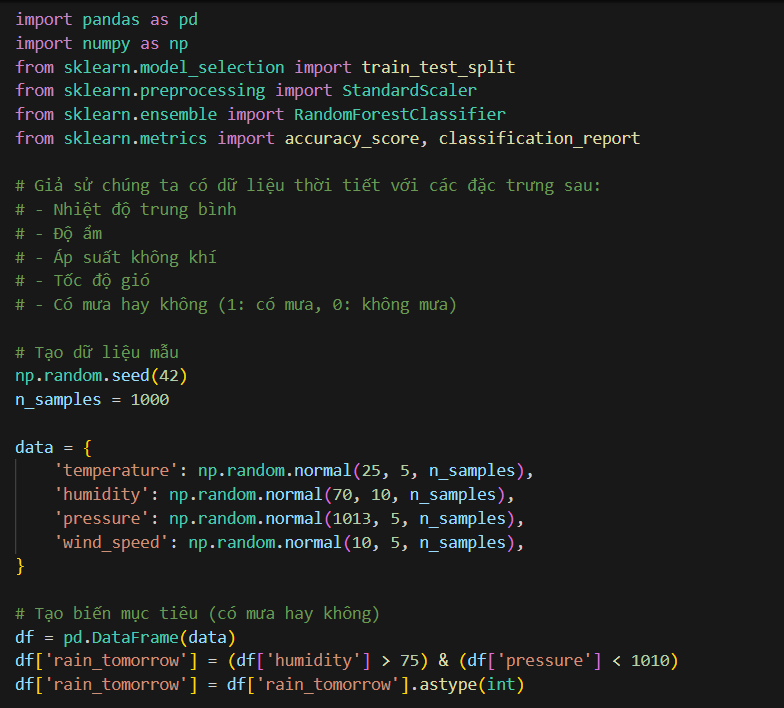 import pandas as pd
import numpy as np
from sklearn.model_selection import train_test_split
from sklearn.preprocessing import StandardScaler
from sklearn.ensemble import RandomForestClassifier
from sklearn.metrics import accuracy_score, classification_report

# Giả sử chúng ta có dữ liệu thời tiết với các đặc trưng sau:
# - Nhiệt độ trung bình
# - Độ ẩm
# - Áp suất không khí
# - Tốc độ gió
# - Có mưa hay không (1: có mưa, 0: không mưa)

# Tạo dữ liệu mẫu
np.random.seed(42)
n_samples = 1000

data = {
    'temperature': np.random.normal(25, 5, n_samples),
    'humidity': np.random.normal(70, 10, n_samples),
    'pressure': np.random.normal(1013, 5, n_samples),
    'wind_speed': np.random.normal(10, 5, n_samples),
}

# Tạo biến mục tiêu (có mưa hay không)
df = pd.DataFrame(data)
df['rain_tomorrow'] = (df['humidity'] > 75) & (df['pressure'] < 1010)
df['rain_tomorrow'] = df['rain_tomorrow'].astype(int)